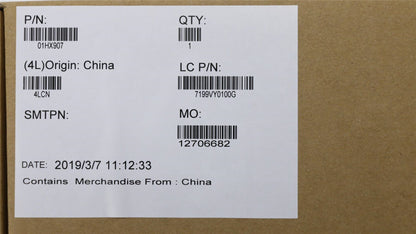 P/N:
QTY:
01HX907
1
(4L)Origin: China
LC P/N:
4LCN
7199VY0100G
SMTPN:
MO:
12706682
DATE: 2019/3/7 11:12:33
Contains Merchandise From : China